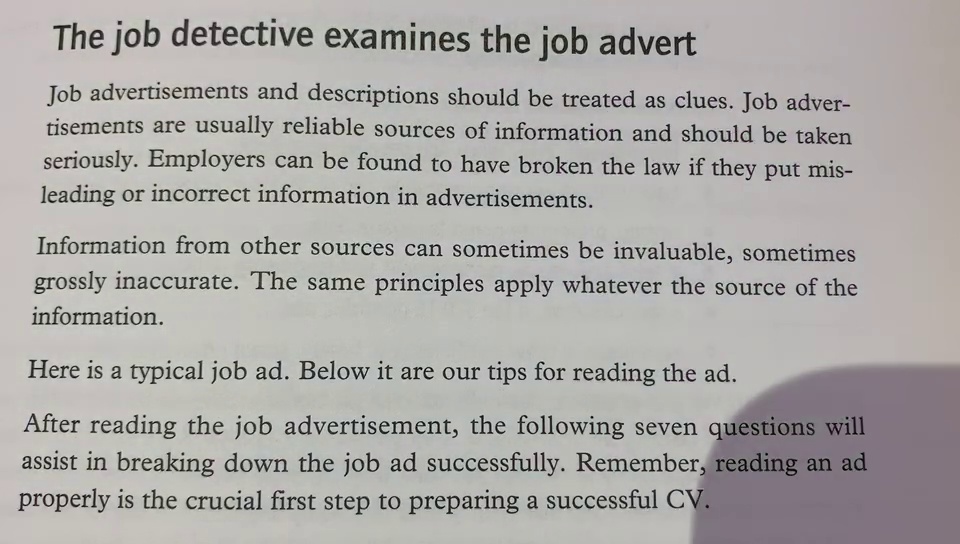 The job detective examines the job advert
Job advertisements and descriptions should be treated as clues. Job adver-
tisements are usually reliable sources of information and should be taken
seriously. Employers can be found to have broken the law if they put mis-
leading or incorrect information in advertisements.
Information from other sources can sometimes be invaluable, sometimes
grossly inaccurate. The same principles apply whatever the source of the
information.
Here is a typical job ad. Below it are our tips for reading the ad.
After reading the job advertisement, the following seven questions will
assist in breaking down the job ad successfully. Remember, reading an ad
properly is the crucial first step to preparing a successful CV.